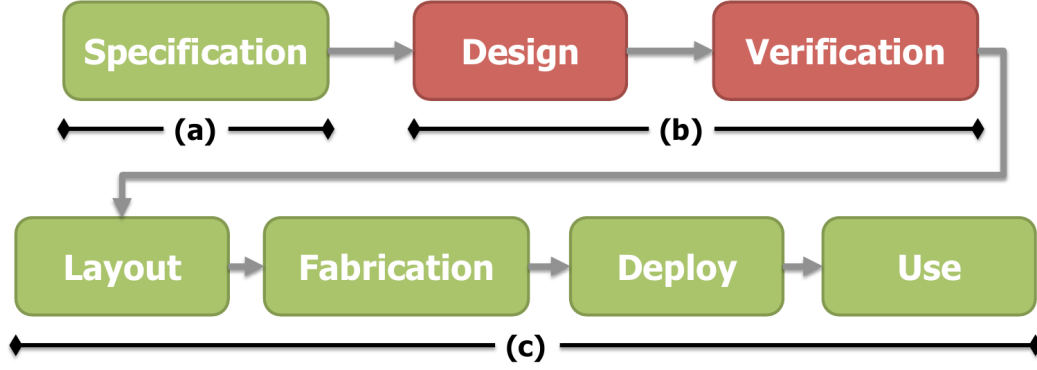 Specification
Design
Verification
(a)
(b)
Layout
Fabrication
Deploy
Use
(c)